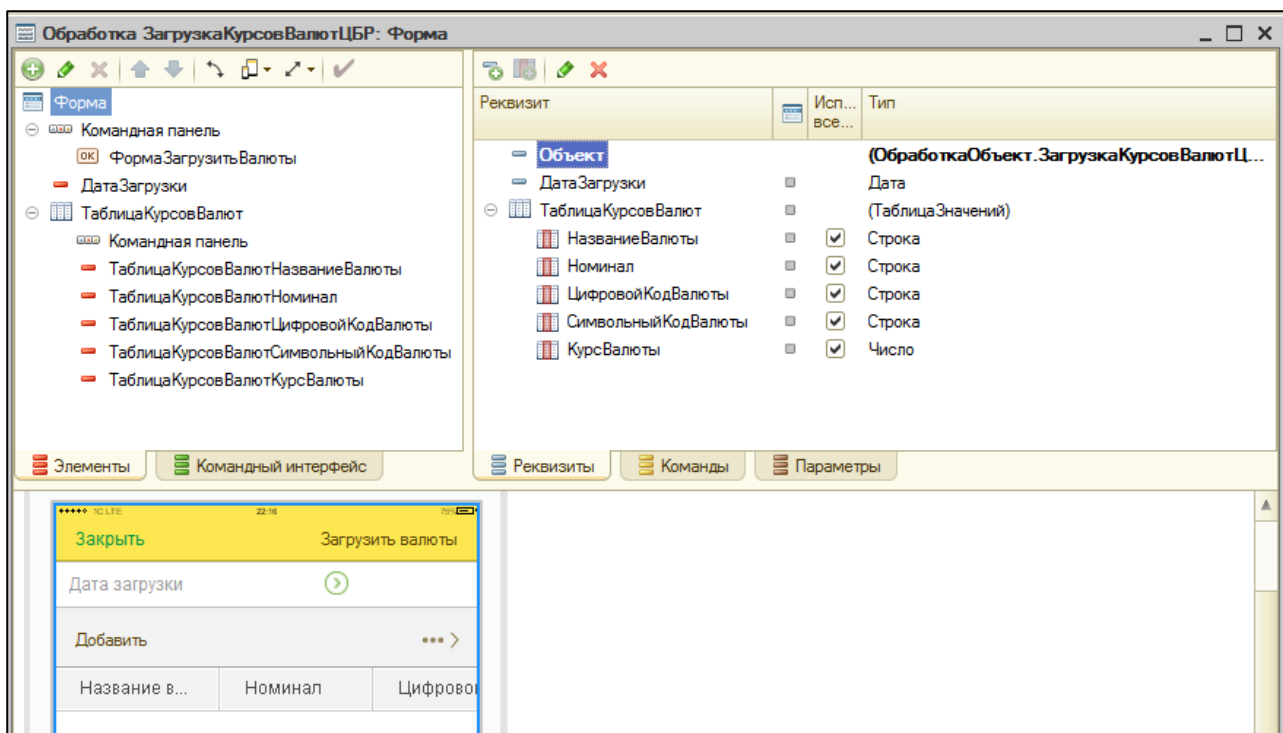 Обработка ЗагрузкаКурсовВалютЦБР: Форма
Форма
Командная панель
ОК ФормаЗагрузитьВалюты
ДатаЗагрузки
ТаблицаКурсовВалют
Командная панель
ТаблицаКурсовВалютНазваниеВалюты
ТаблицаКурсовВалютНоминал
ТаблицаКурсовВалютЦифровойКодВалюты
ТаблицаКурсовВалютСимвольныйКодВалюты
ТаблицаКурсовВалютКурсВалюты
Элементы Командный интерфейс
Реквизит Исп... все... Тип
Объект (ОбработкаОбъект.ЗагрузкаКурсовВалютЦ...
ДатаЗагрузки Дата
ТаблицаКурсовВалют (ТаблицаЗначений)
НазваниеВалюты Строка
Номинал Строка
ЦифровойКодВалюты Строка
СимвольныйКодВалюты Строка
КурсВалюты Число
Реквизиты Команды Параметры
1C LTE 22:16 75%
Закрыть Загрузить валюты
Дата загрузки
Добавить
Название в... Номинал Цифровой